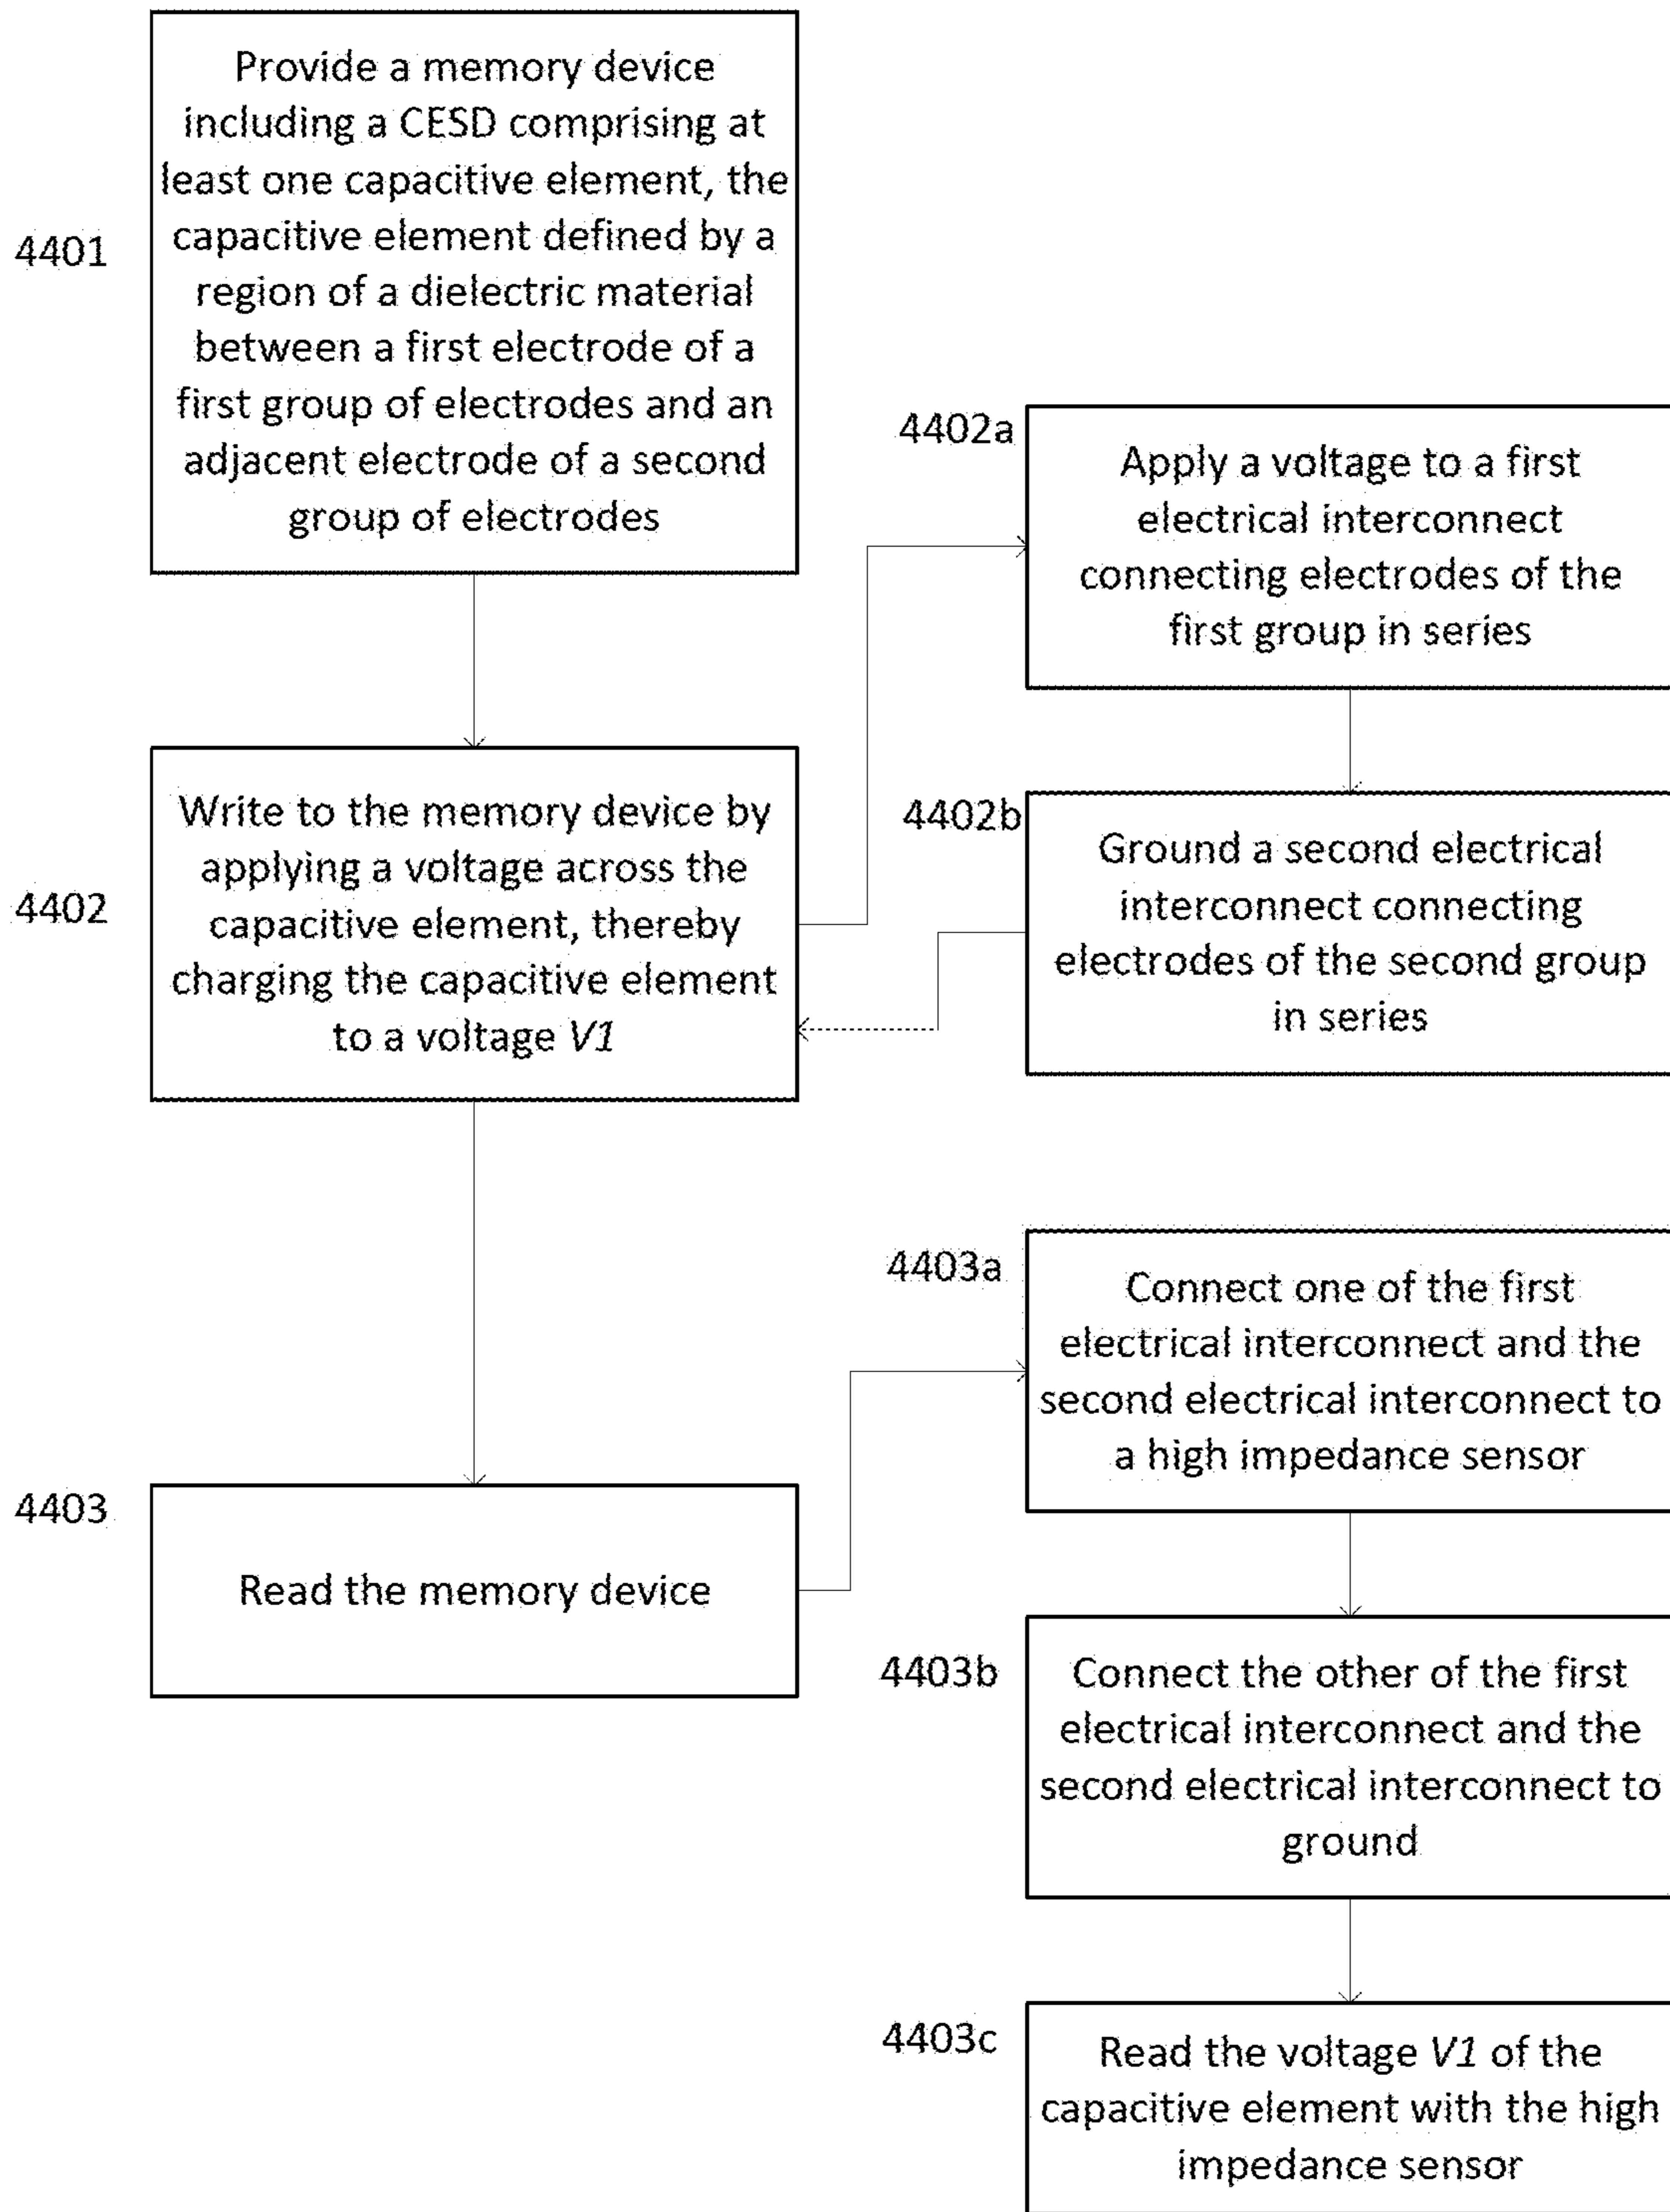 4401
Provide a memory device
including a CESD comprising at
least one capacitive element, the
capacitive element defined by a
region of a dielectric material
between a first electrode of a
first group of electrodes and an
adjacent electrode of a second
group of electrodes
4402
Write to the memory device by
applying a voltage across the
capacitive element, thereby
charging the capacitive element
to a voltage V1
4402a
Apply a voltage to a first
electrical interconnect
connecting electrodes of the
first group in series
4402b
Ground a second electrical
interconnect connecting
electrodes of the second group
in series
4403
Read the memory device
4403a
Connect one of the first
electrical interconnect and the
second electrical interconnect to
a high impedance sensor
4403b
Connect the other of the first
electrical interconnect and the
second electrical interconnect to
ground
4403c
Read the voltage V1 of the
capacitive element with the high
impedance sensor